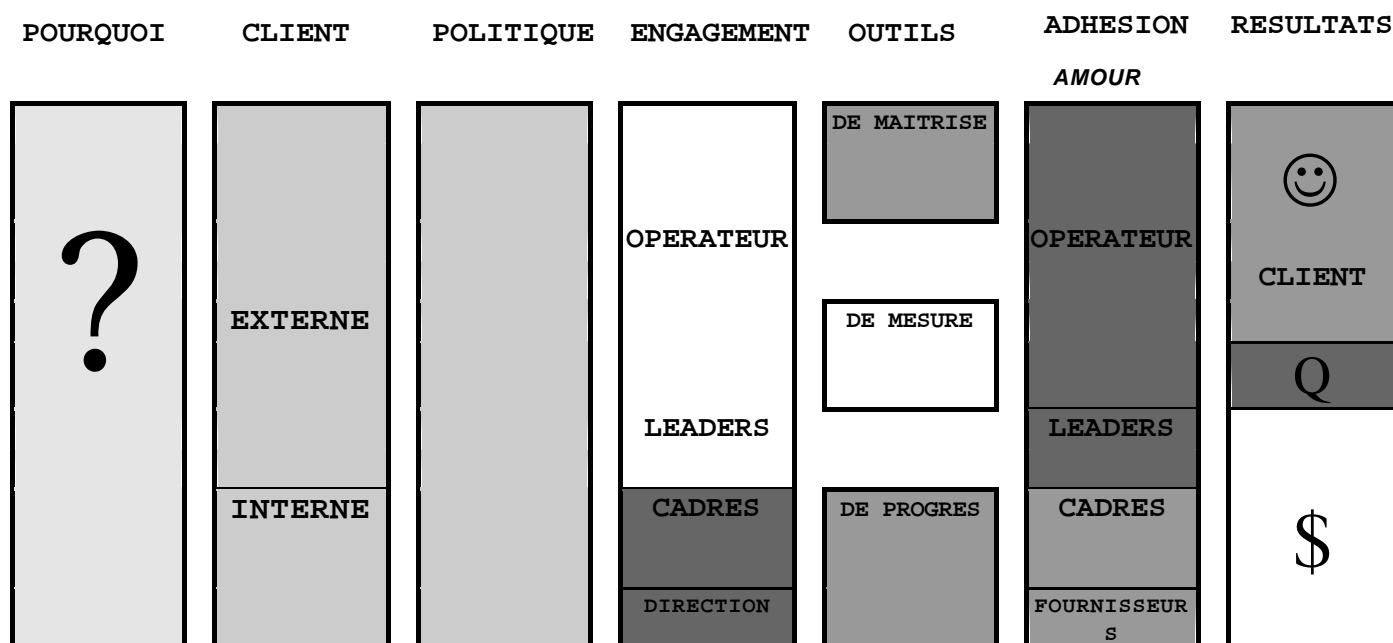 POURQUOI
CLIENT
POLITIQUE
ENGAGEMENT
OUTILS
ADHESION
RESULTATS
AMOUR
?
EXTERNE
INTERNE
OPERATEUR
LEADERS
CADRES
DIRECTION
DE MAITRISE
DE MESURE
DE PROGRES
OPERATEUR
LEADERS
CADRES
FOURNISSEUR
S
CLIENT
Q
$